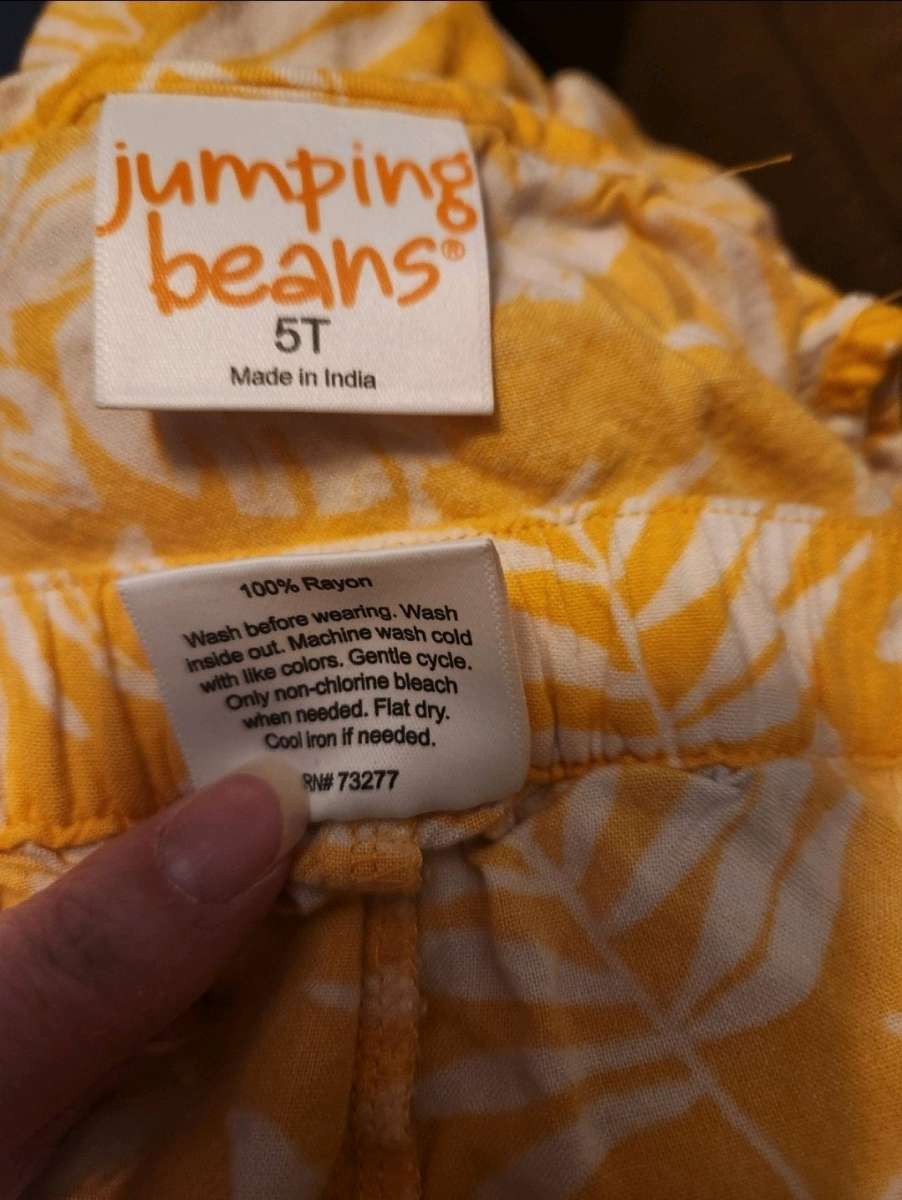 jumping
beans®
5T
Made in India
100% Rayon
Wash before wearing. Wash
inside out. Machine wash cold
with like colors. Gentle cycle.
Only non-chlorine bleach
when needed. Flat dry.
Cool iron if needed.
RN# 73277